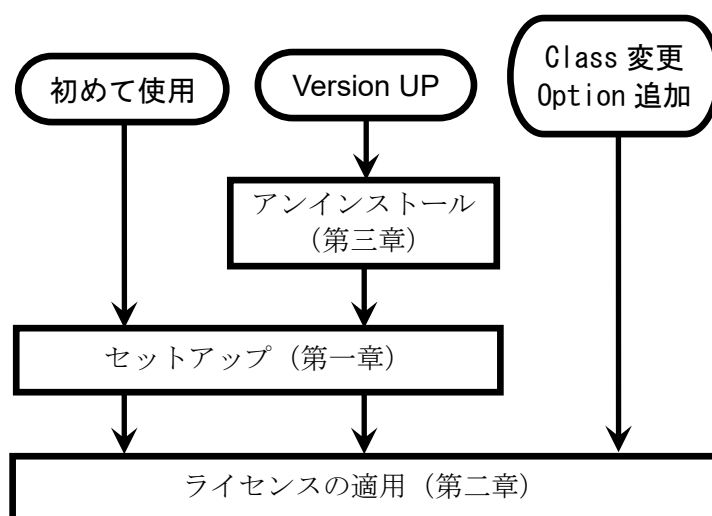 初めて使用
Version UP
Class 変更
Option 追加
アンインストール
(第三章)
セットアップ (第一章)
ライセンスの適用 (第二章)